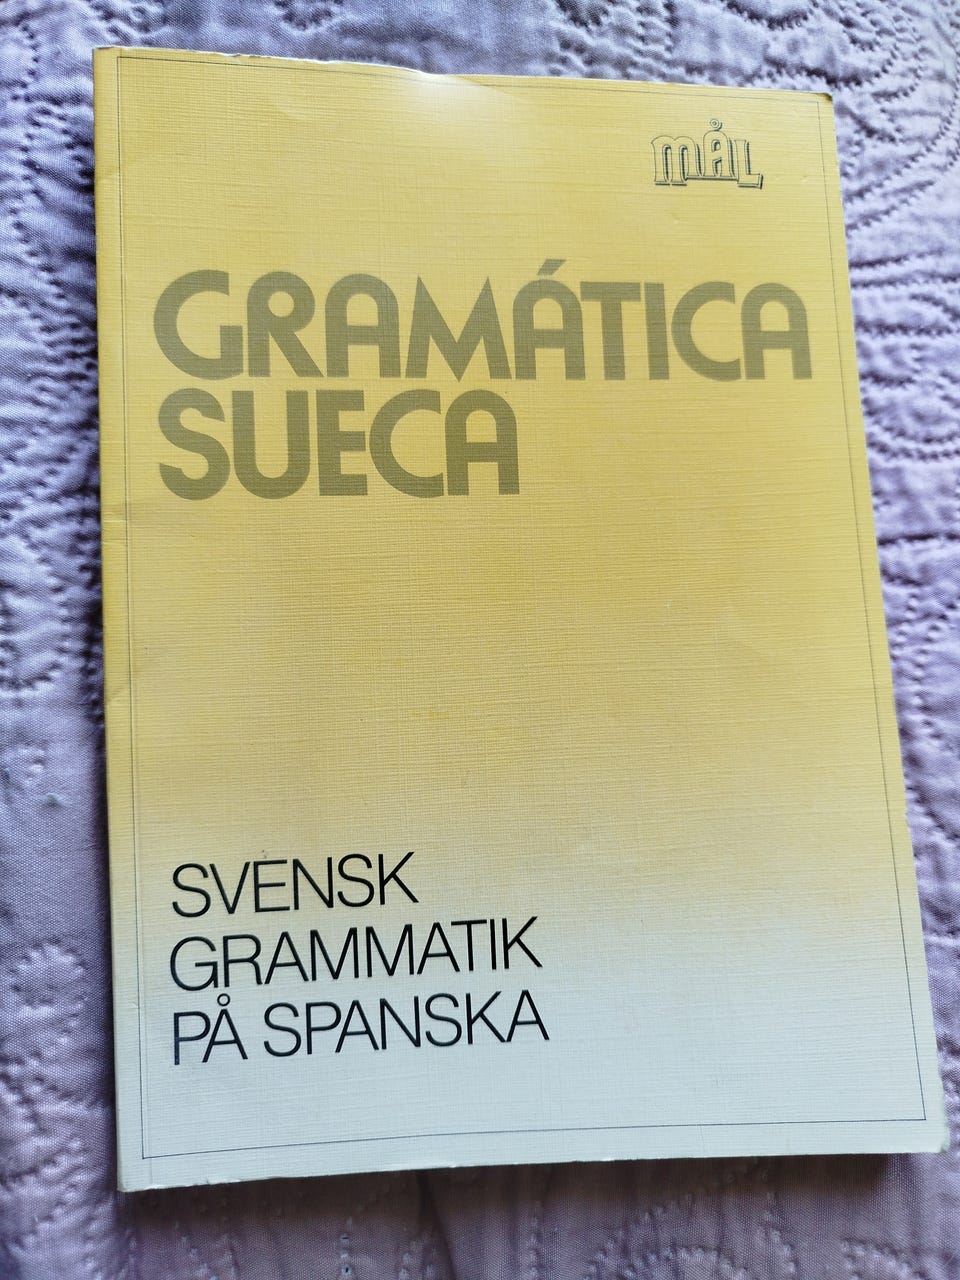 MÅL
GRAMÁTICA
SUECA
SVENSK
GRAMMATIK
PÅ SPANSKA